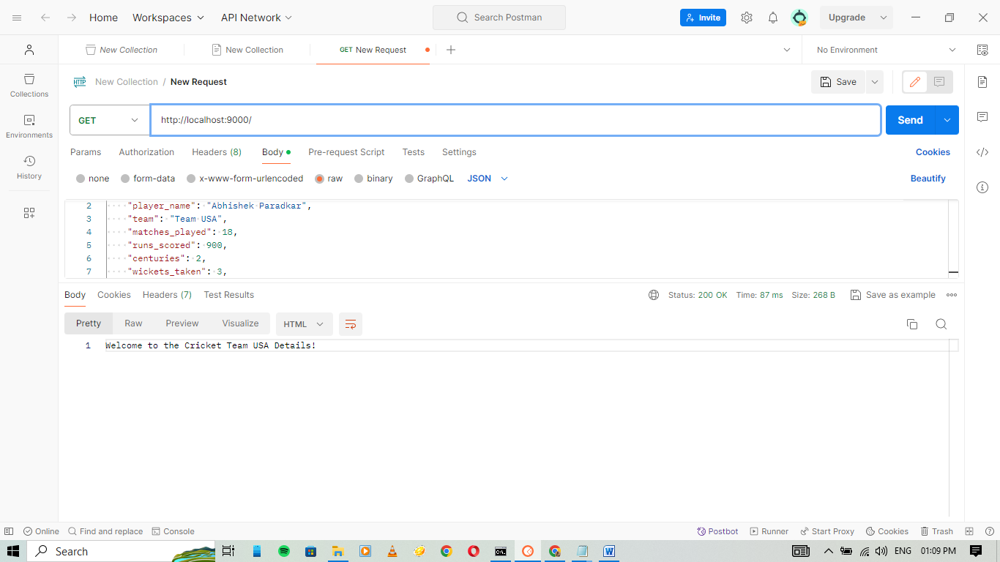 Home Workspaces API Network Search Postman Invite Upgrade
New Collection New Collection GET New Request No Environment
HTTP New Collection / New Request Save
Collections
Environments
History
GET http://localhost:9000/ Send
Params Authorization Headers (8) Body Pre-request Script Tests Settings Cookies
none form-data x-www-form-urlencoded raw binary GraphQL JSON Beautify
2 "player_name": "Abhishek Paradkar",
3 "team": "Team USA",
4 "matches_played": 18,
5 "runs_scored": 900,
6 "centuries": 2,
7 "wickets_taken": 3,
Body Cookies Headers (7) Test Results Status: 200 OK Time: 87 ms Size: 268 B Save as example
Pretty Raw Preview Visualize HTML
1 Welcome to the Cricket Team USA Details!
Online Find and replace Console Postbot Runner Start Proxy Cookies Trash
Search ENG 01:09 PM